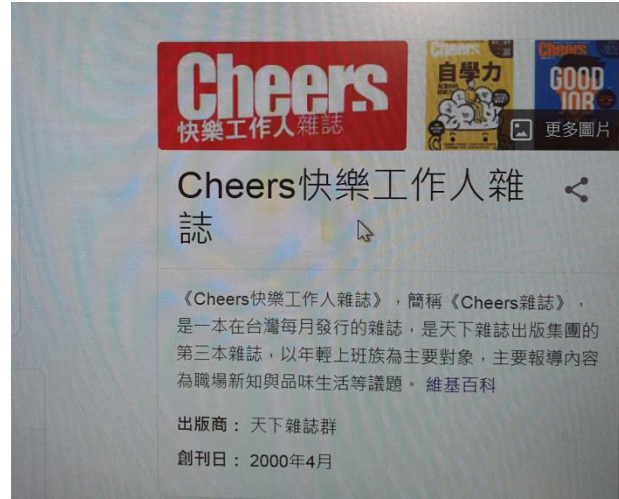 Cheers
快樂工作人雜誌
Cheers
自學力
Cheers
GOOD
JOB
更多圖片
Cheers快樂工作人雜
誌
《Cheers快樂工作人雜誌》,簡稱《Cheers雜誌》,
是一本在台灣每月發行的雜誌,是天下雜誌出版集團的
第三本雜誌,以年輕上班族為主要對象,主要報導內容
為職場新知與品味生活等議題。 維基百科
出版商: 天下雜誌群
創刊日: 2000年4月